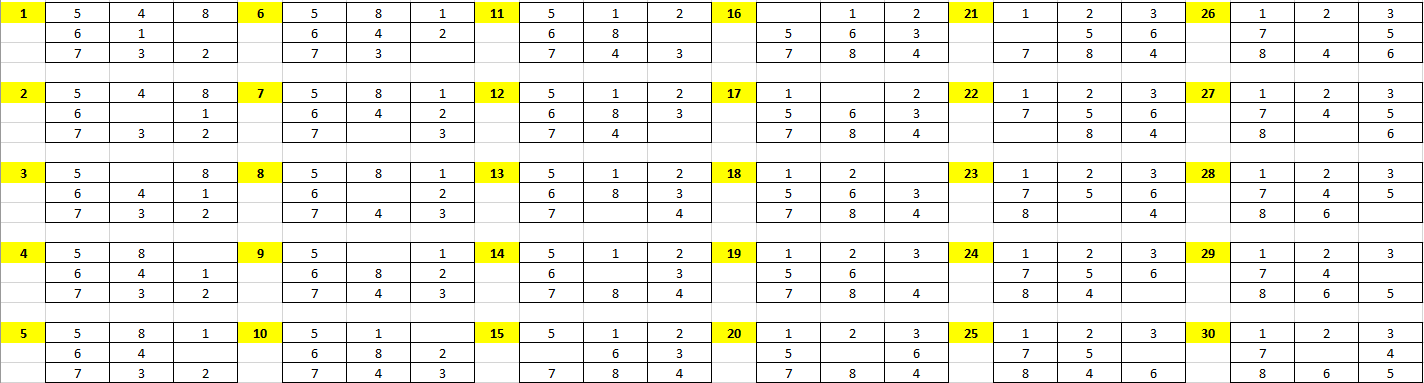 1 5 4 8 6 5 8 1 11 5 1 2 16 1 2 21 1 2 3 26 1 2 3
6 1 6 4 2 6 8 5 6 3 5 6 7 5
7 3 2 7 3 7 4 3 7 8 4 7 8 4 8 4 6
2 5 4 8 7 5 8 1 12 5 1 2 17 1 2 22 1 2 3 27 1 2 3
6 1 6 4 2 6 8 3 5 6 3 7 5 6 7 4 5
7 3 2 7 3 7 4 7 8 4 8 4 8 6
3 5 8 8 5 8 1 13 5 1 2 18 1 2 23 1 2 3 28 1 2 3
6 4 1 6 2 6 8 3 5 6 3 7 5 6 7 4 5
7 3 2 7 4 3 7 4 7 8 4 8 4 8 6
4 5 8 9 5 1 14 5 1 2 19 1 2 3 24 1 2 3 29 1 2 3
6 4 1 6 8 2 6 3 5 6 7 5 6 7 4
7 3 2 7 4 3 7 8 4 7 8 4 8 4 8 6 5
5 5 8 1 10 5 1 15 5 1 2 20 1 2 3 25 1 2 3 30 1 2 3
6 4 6 8 2 6 3 5 6 7 5 7 4
7 3 2 7 4 3 7 8 4 7 8 4 8 4 6 8 6 5